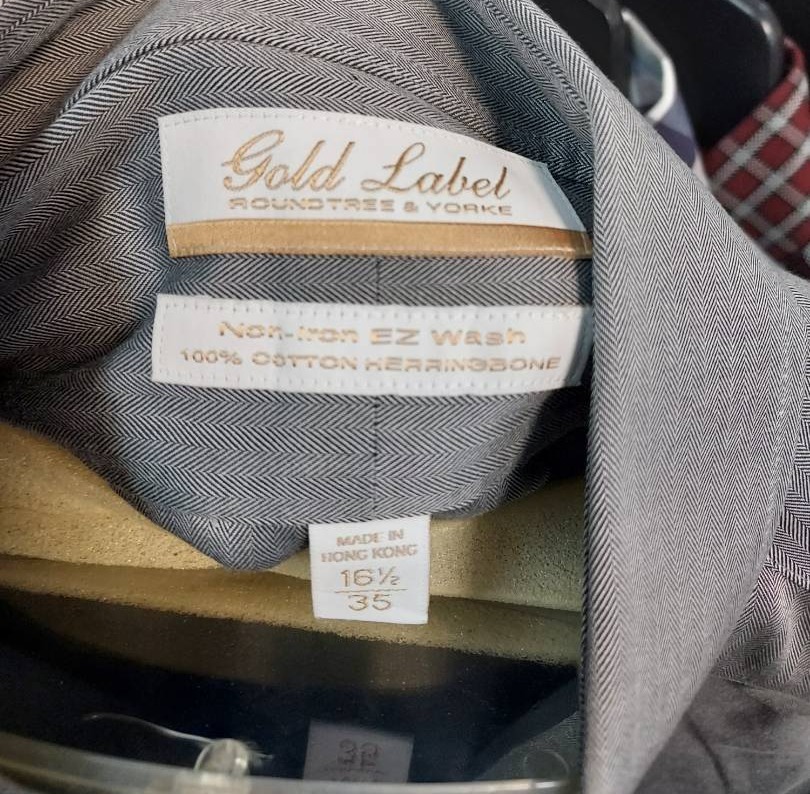 Gold Label
ROUNDTREE & YORKE
Non-Iron EZ Wash
100% COTTON HERRINGBONE
MADE IN
HONG KONG
16½
35